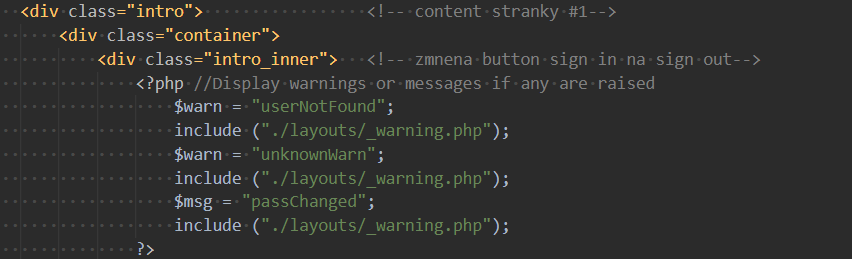 <div class="intro"> <!-- content stranky #1-->
<div class="container">
<div class="intro_inner"> <!-- zmnena button sign in na sign out-->
<?php //Display warnings or messages if any are raised
$warn = "userNotFound";
include ("./layouts/_warning.php");
$warn = "unknownWarn";
include ("./layouts/_warning.php");
$msg = "passChanged";
include ("./layouts/_warning.php");
?>